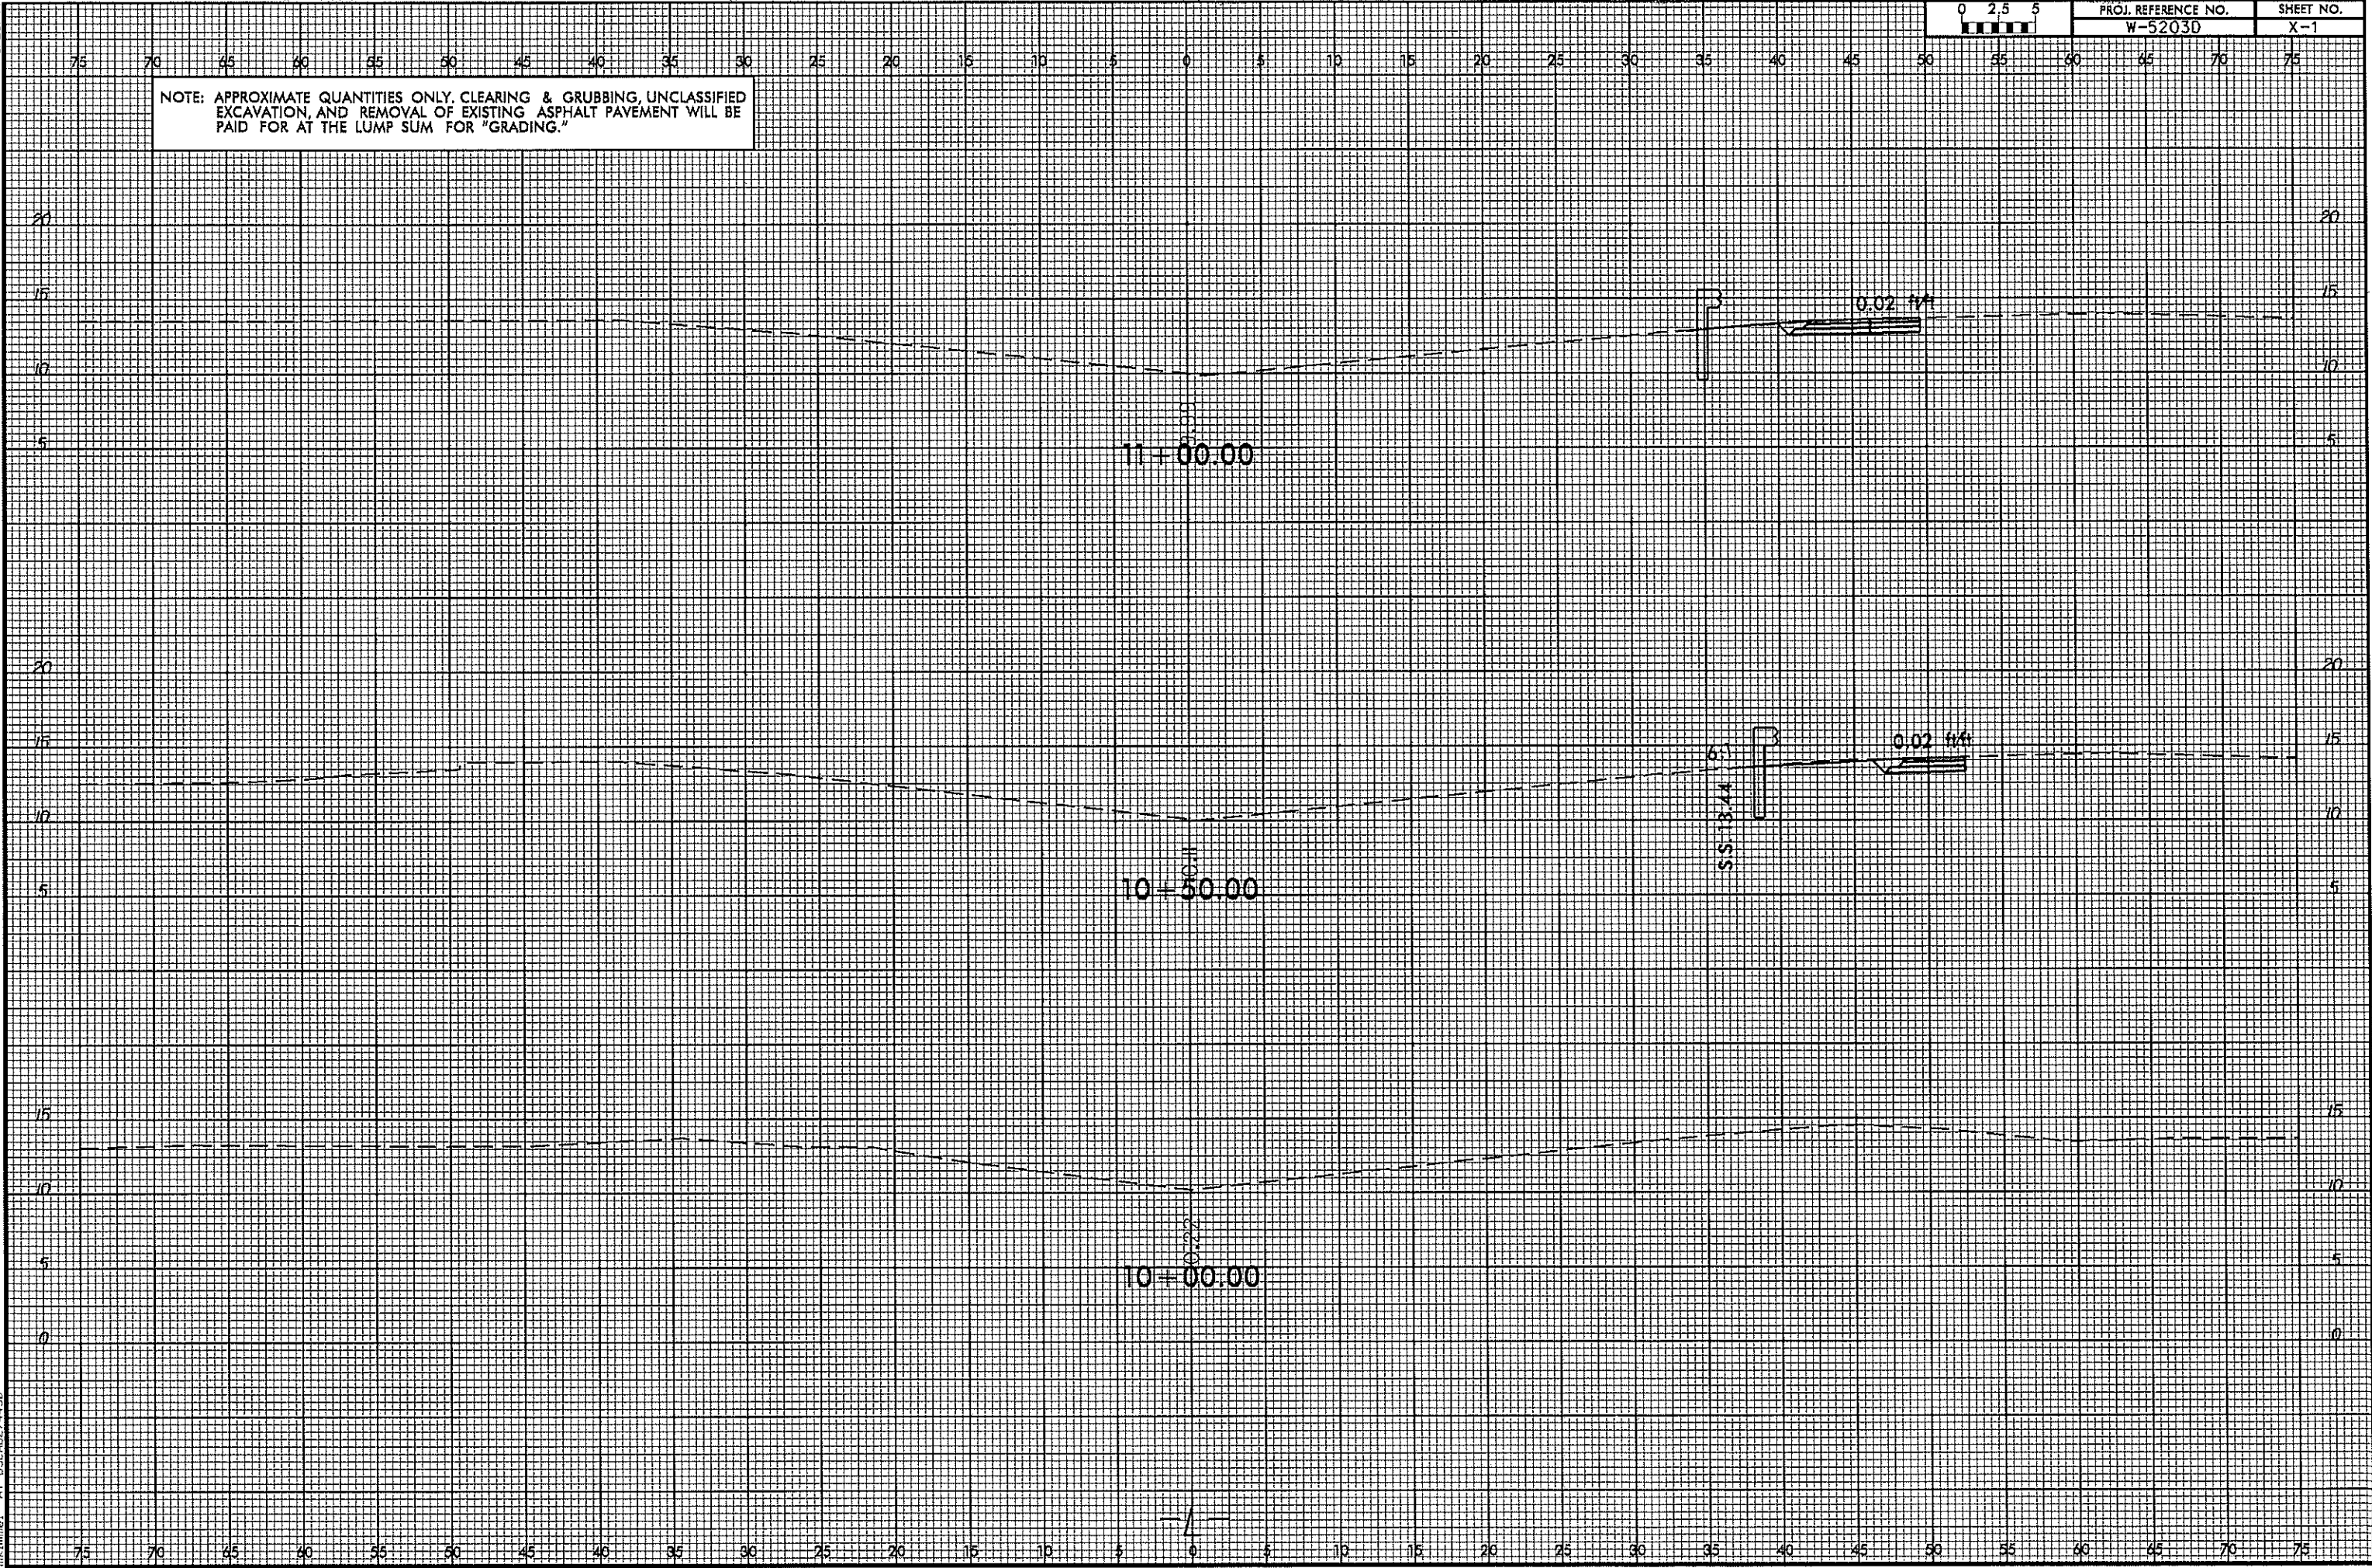 0 2.5 5
PROJ. REFERENCE NO. SHEET NO.
W-5203D X-1
75 70 65 60 55 50 45 40 35 30 25 20 15 10 5 0 5 10 15 20 25 30 35 40 45 50 55 60 65 70 75
NOTE: APPROXIMATE QUANTITIES ONLY. CLEARING & GRUBBING, UNCLASSIFIED
EXCAVATION, AND REMOVAL OF EXISTING ASPHALT PAVEMENT WILL BE
PAID FOR AT THE LUMP SUM FOR "GRADING."
20 20
15 0.02 ft/ft 15
10 10
5 5
11+00.00
20 20
15 6:1 0.02 ft/ft 15
10 S.S. 13.44 10
10.11
5 5
10+50.00
15 15
10 10
10.22
5 5
10+00.00
0 0
-L-
75 70 65 60 55 50 45 40 35 30 25 20 15 10 5 0 5 10 15 20 25 30 35 40 45 50 55 60 65 70 75